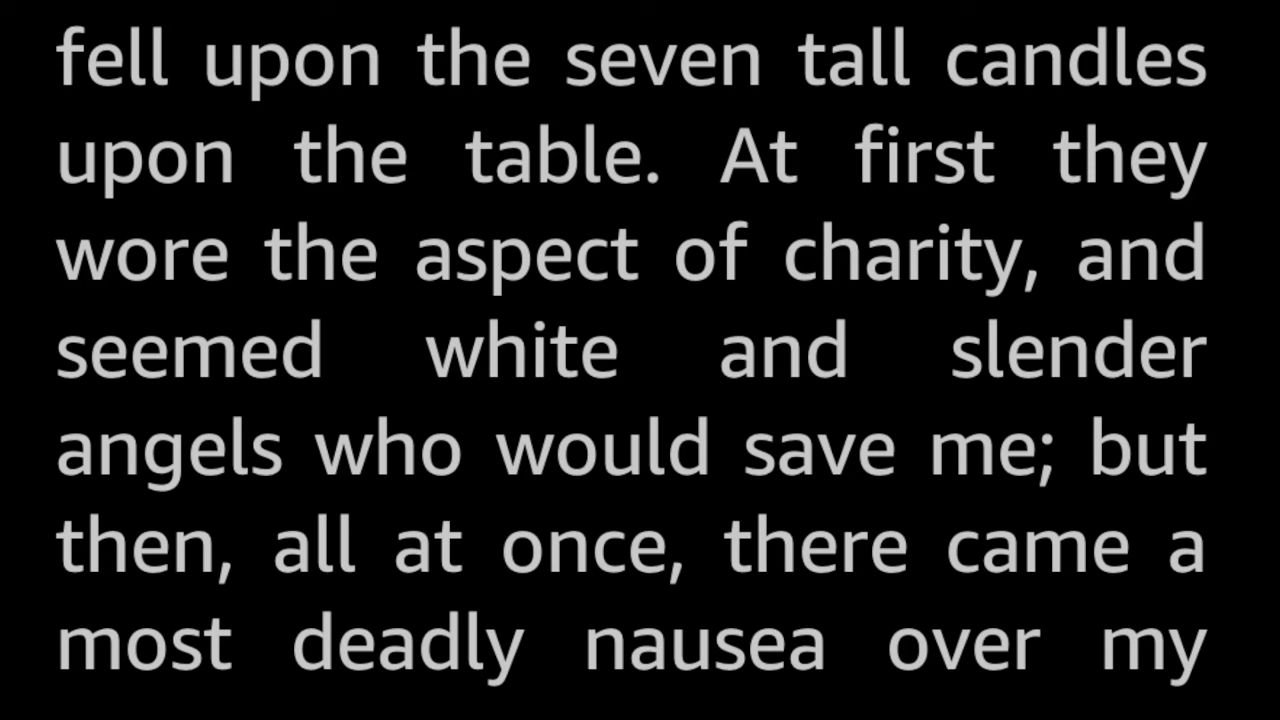 fell upon the seven tall candles
upon the table. At first they
wore the aspect of charity, and
seemed white and slender
angels who would save me; but
then, all at once, there came a
most deadly nausea over my